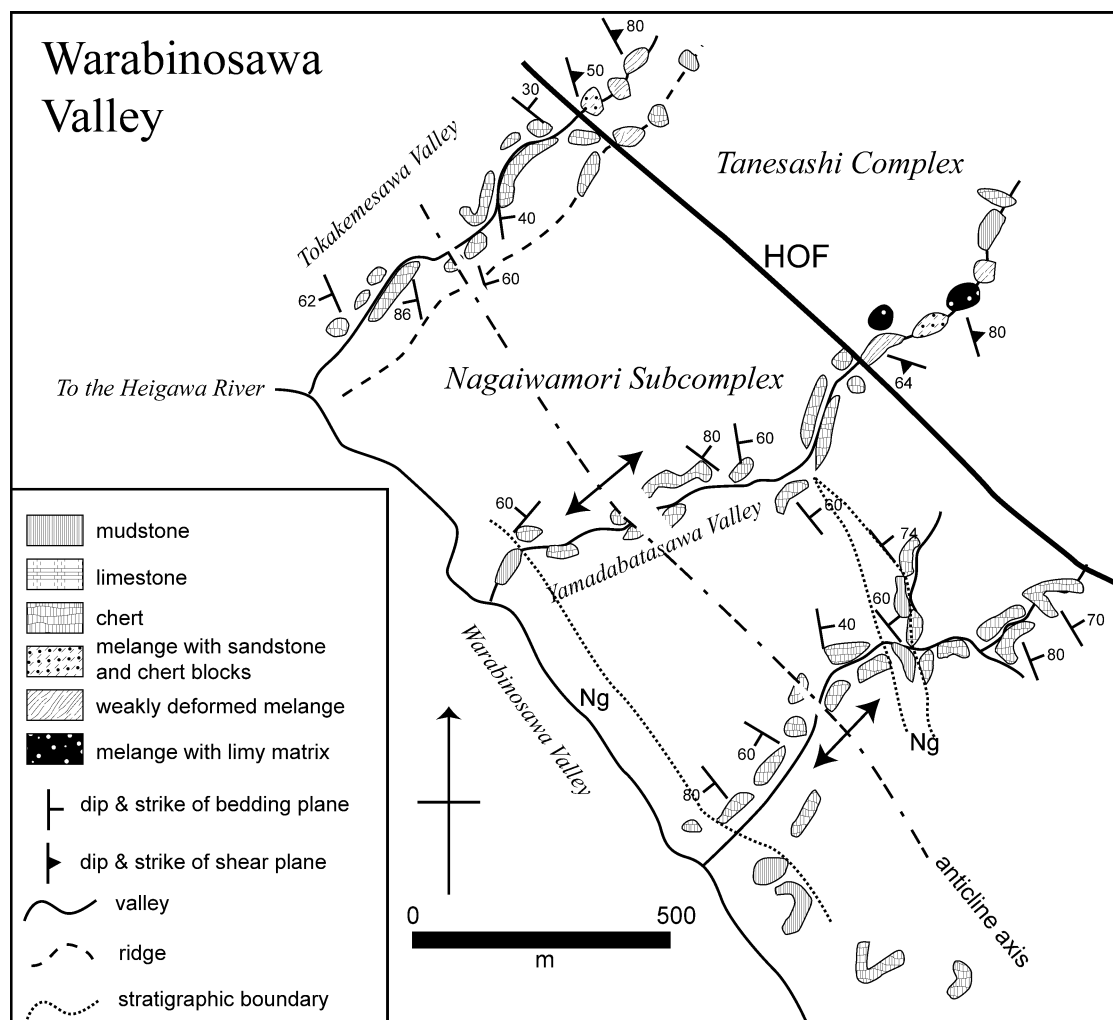 Warabinosawa
Valley
80
50
30
Tokakemesawa Valley
Tanesashi Complex
40
HOF
60
62
86
80
64
To the Heigawa River
Nagaiwamori Subcomplex
80
60
60
60
Yamadabatasawa Valley
74
60
40
70
80
Warabinosawa Valley
Ng
Ng
60
80
anticline axis
0
500
m
mudstone
limestone
chert
melange with sandstone
and chert blocks
weakly deformed melange
melange with limy matrix
dip & strike of bedding plane
dip & strike of shear plane
valley
ridge
stratigraphic boundary